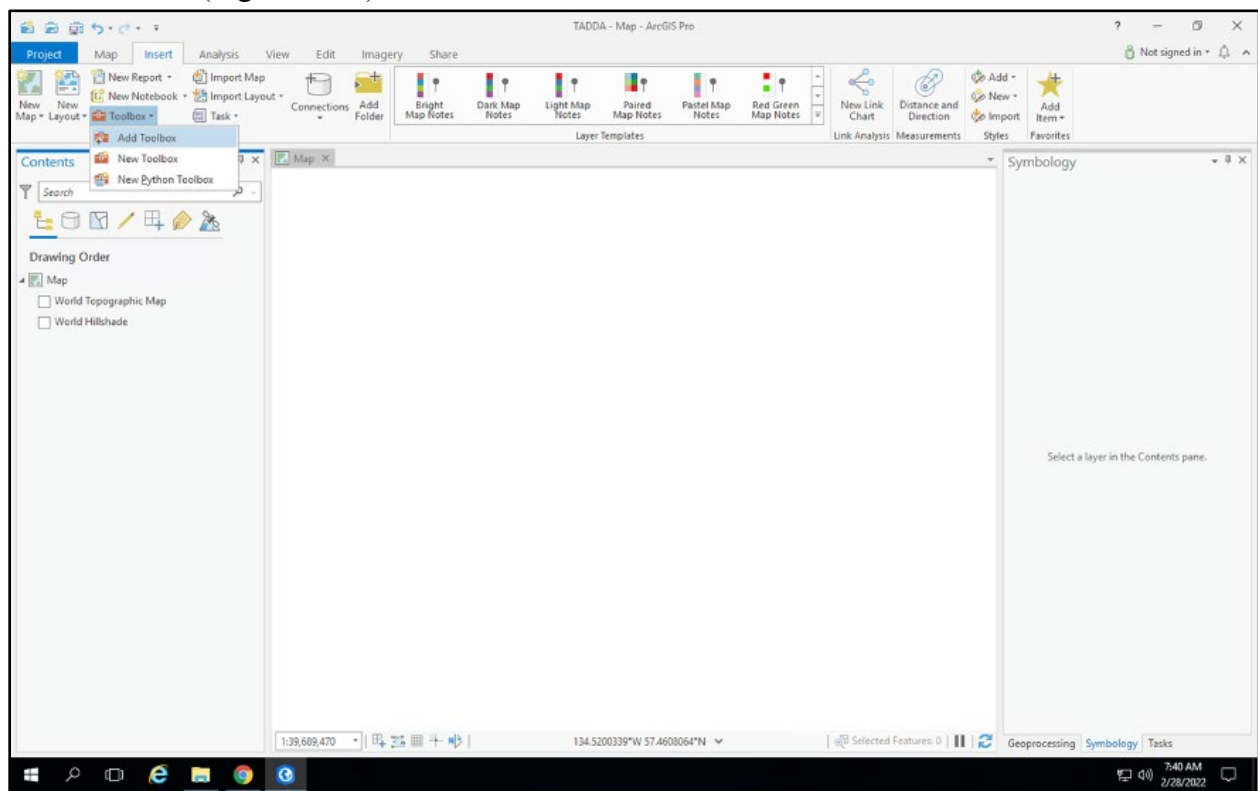 TADDA - Map - ArcGIS Pro
?
Project Map Insert Analysis View Edit Imagery Share
Not signed in
New Map
New Layout
New Report
New Notebook
Toolbox
Import Map
Import Layout
Task
Connections
Add Folder
Bright Map Notes
Dark Map Notes
Light Map Notes
Paired Map Notes
Pastel Map Notes
Red Green Map Notes
Layer Templates
New Link Chart
Link Analysis
Distance and Direction
Measurements
Add
New
Import
Styles
Add Item
Favorites
Add Toolbox
New Toolbox
New Python Toolbox
Contents
Search
Drawing Order
Map
World Topographic Map
World Hillshade
Map
Symbology
Select a layer in the Contents pane.
1:39,689,470
134.5200339°W 57.4608064°N
Selected Features: 0
Geoprocessing Symbology Tasks
7:40 AM
2/28/2022